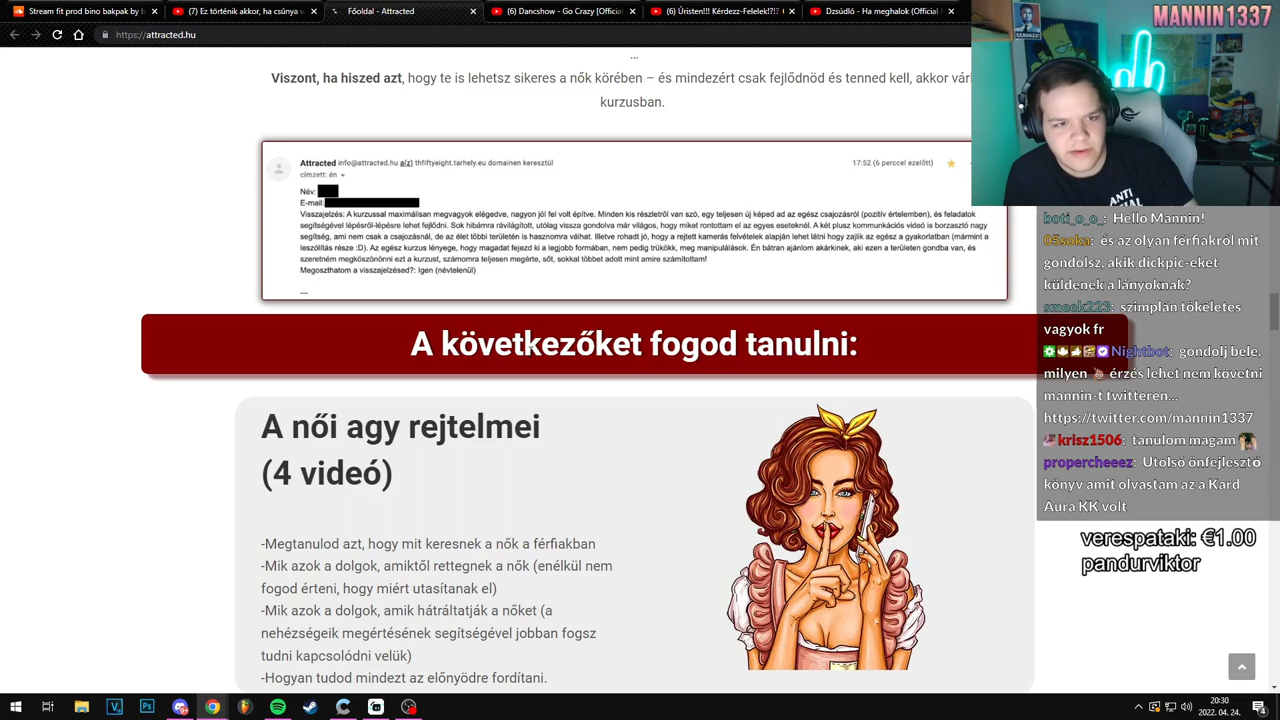 Stream fit prod bino bakpak by b
(7) Ez történik akkor, ha csúnya v
Főoldal - Attracted
(6) Dancshow - Go Crazy [Official
(6) Úristen!!! Kérdezz-Felelek!?!?
Dzsúdló - Ha meghalok (Official
https://attracted.hu
MANNIN1337
...
Viszont, ha hiszed azt, hogy te is lehetsz sikeres a nők körében – és mindezért csak fejlődnöd és tenned kell, akkor vár
kurzusban.
Attracted info@attracted.hu a(z) thfiftyeight.tarhely.eu domainen keresztül
17:52 (6 perccel ezelőtt)
címzett: én
Név:
E-mail:
Visszajelzés: A kurzussal maximálisan megvagyok elégedve, nagyon jól fel volt építve. Minden kis részletről van szó, egy teljesen új képed ad az egész csajozásról (pozitív értelemben), és feladatok
segítségével lépésről-lépésre lehet fejlődni. Sok hibámra rávilágított, utólag vissza gondolva már világos, hogy miket rontottam el az egyes eseteknél. A két plusz kommunikációs videó is borzasztó nagy
segítség, ami nem csak a csajozásnál, de az élet többi területén is hasznomra válhat. Illetve rohadt jó, hogy a rejtett kamerás felvételek alapján lehet látni hogy zajlik az egész a gyakorlatban (mármint a
leszólítás része :D). Az egész kurzus lényege, hogy magadat fejezd ki a legjobb formában, nem pedig trükkök, meg manipulálások. Én bátran ajánlom akárkinek, aki ezen a területen gondba van, és
szeretném megköszönönni ezt a kurzust, számomra teljesen megérte, sőt, sokkal többet adott mint amire számítottam!
Megoszthatom a visszajelzésed?: Igen (névtelenül)
---
A következőket fogod tanulni:
A női agy rejtelmei
(4 videó)
-Megtanulod azt, hogy mit keresnek a nők a férfiakban
-Mik azok a dolgok, amiktől rettegnek a nők (enélkül nem
fogod érteni, hogy miért utasítanak el)
-Mik azok a dolgok, amik hátráltatják a nőket (a
nehézségeik megértésének segítségével jobban fogsz
tudni kapcsolódni velük)
-Hogyan tudod mindezt az előnyödre fordítani.
ANTI
boti_o_o_: Hello Mannin!
05soka: és az olyan férfiakról mit
gondolsz, akik dickpic-eket
küldenek a lányoknak?
smeek223: szimplán tökéletes
vagyok fr
Nightbot: gondolj bele,
milyen érzés lehet nem követni
mannin-t twitteren...
https://twitter.com/mannin1337
krisz1506: tanulom magam
propercheeez: Utolsó önfejlesztő
könyv amit olvastam az a Kard
Aura KK volt
verespataki: €1.00
pandurviktor
20:30
2022. 04. 24.